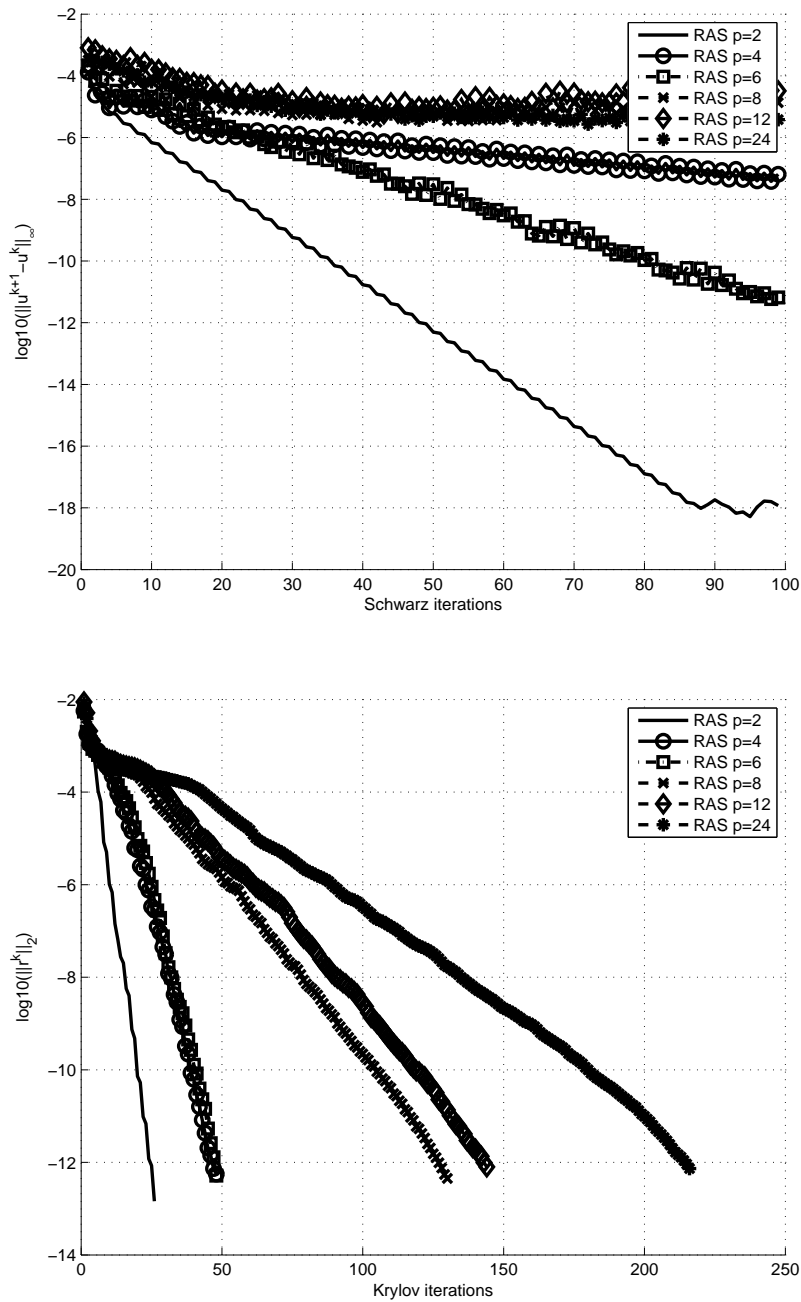 −2
−4
−6
−8
−10
−12
−14
−16
−18
−20
log10(||u^{k+1}−u^k||_∞)
0 10 20 30 40 50 60 70 80 90 100
Schwarz iterations
RAS p=2
RAS p=4
RAS p=6
RAS p=8
RAS p=12
RAS p=24
−2
−4
−6
−8
−10
−12
−14
log10(||r^k||_2)
0 50 100 150 200 250
Krylov iterations
RAS p=2
RAS p=4
RAS p=6
RAS p=8
RAS p=12
RAS p=24